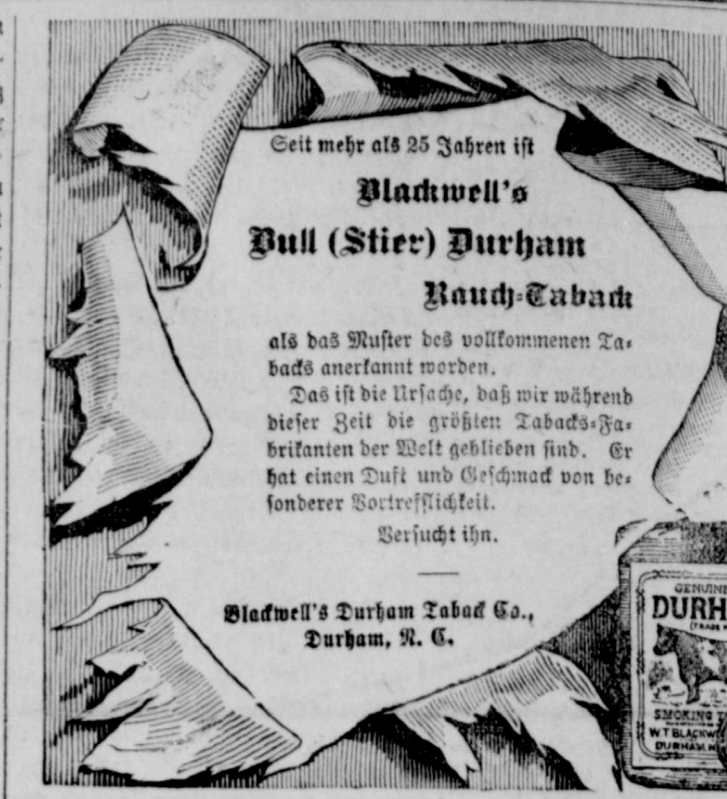 Seit mehr als 25 Jahren ist
Blackwell's
Bull (Stier) Durham
Rauch-Taback
als das Muster des vollkommenen Ta-
backs anerkannt worden.
Das ist die Ursache, daß wir während
dieser Zeit die größten Tabacks-Fa-
brikanten der Welt geblieben sind. Er
hat einen Duft und Geschmack von be-
sonderer Vortrefflichkeit.
Versucht ihn.
Blackwell's Durham Taback Co.,
Durham, N. C.
GENUINE
DURH
(TRADE
SMOKING
W.T BLACKW
DURHAM.N